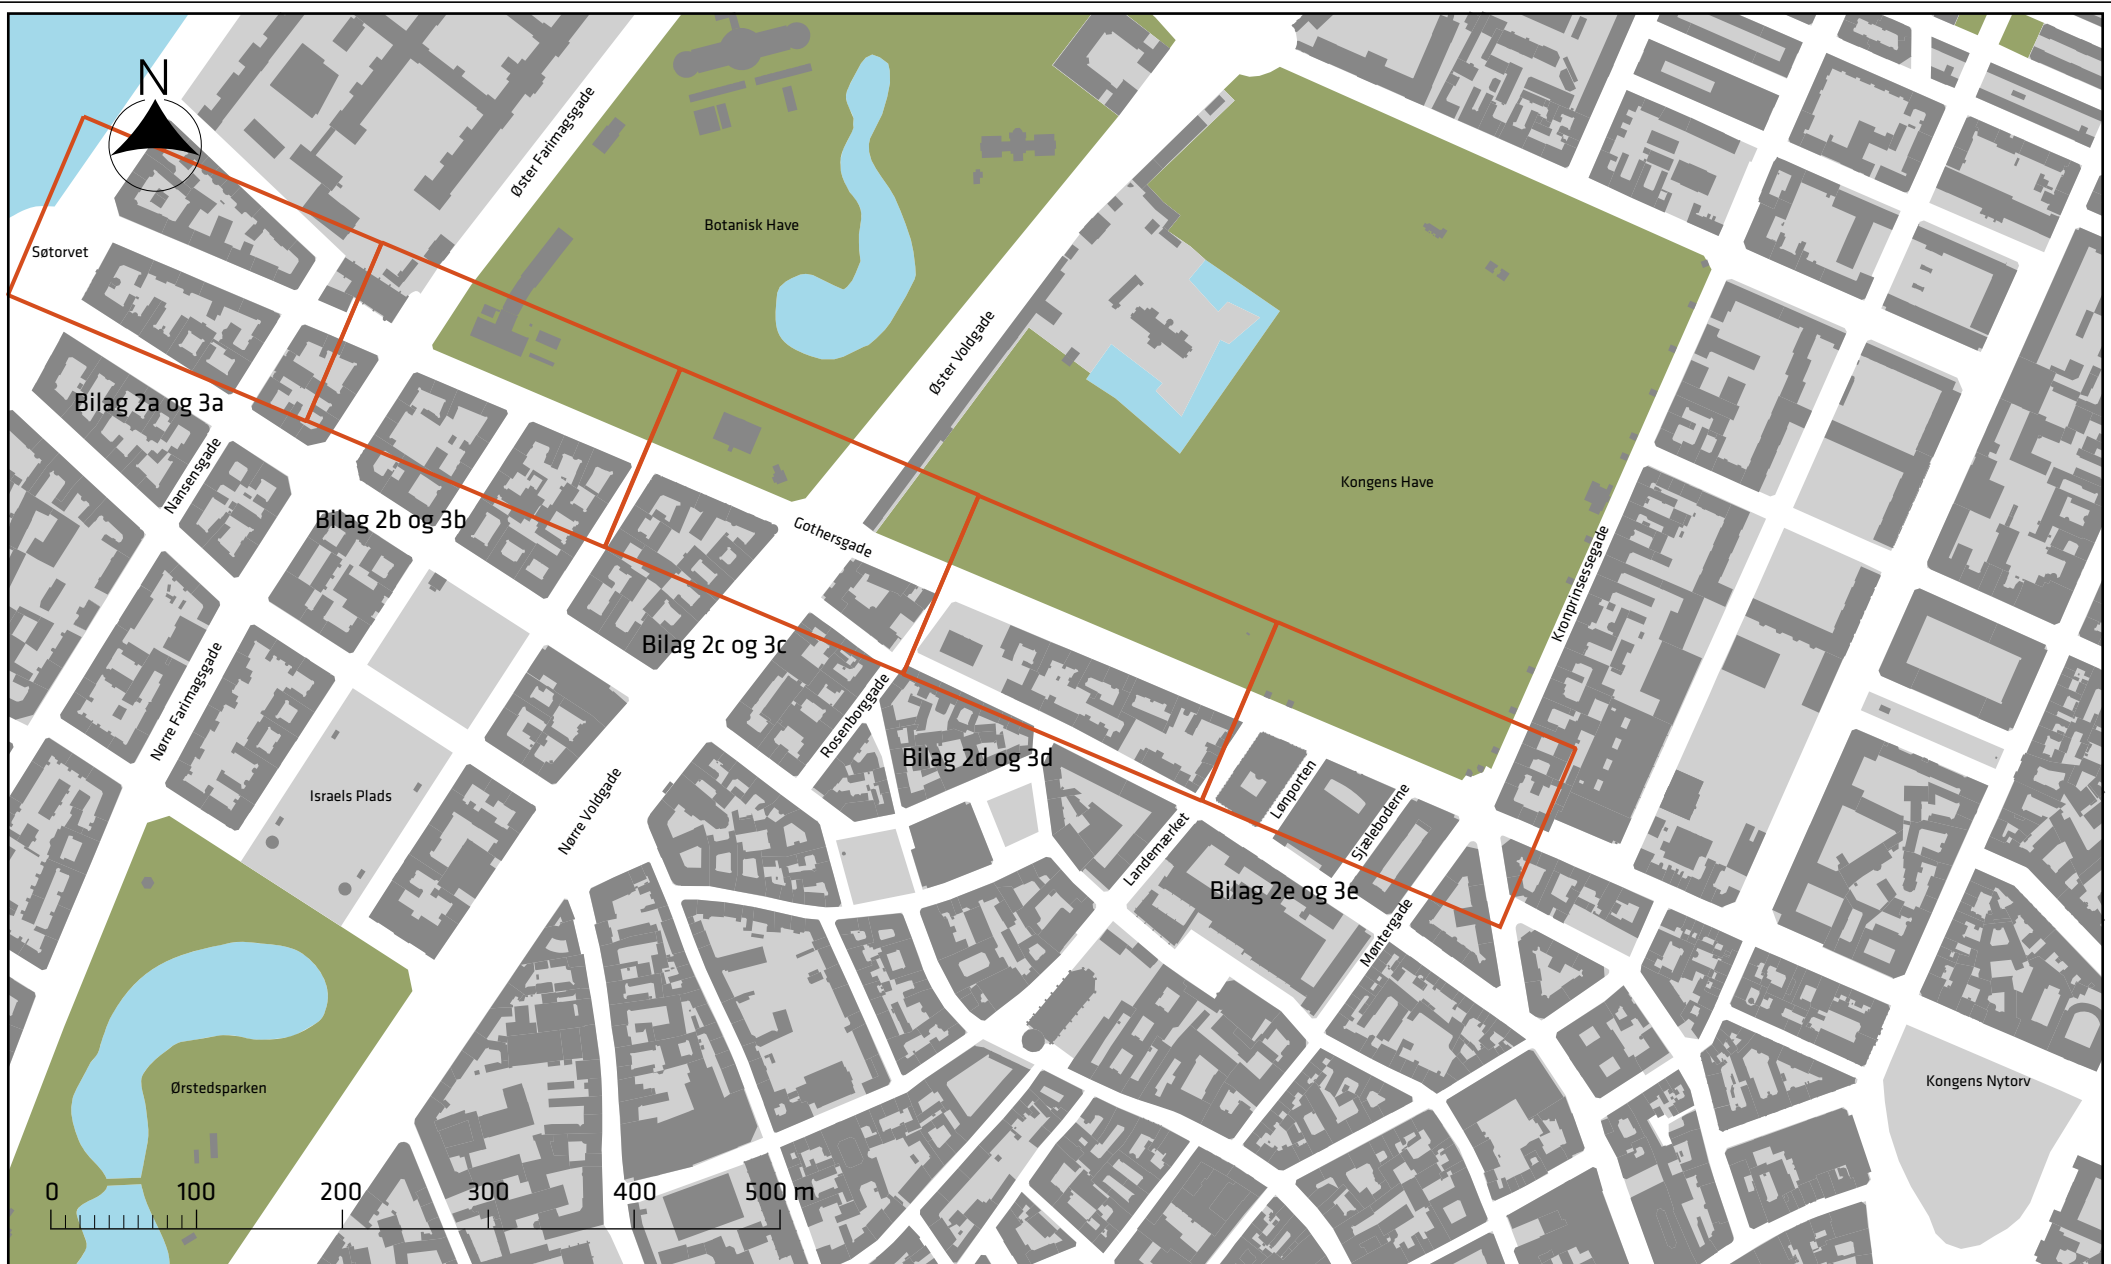 N
Øster Farimagsgade
Botanisk Have
Søtorvet
Øster Voldgade
Bilag 2a og 3a
Nansensgade
Kongens Have
Bilag 2b og 3b
Gothersgade
Kronprinsessegade
Bilag 2c og 3c
Nørre Farimagsgade
Rosenborggade
Bilag 2d og 3d
Israels Plads
Nørre Voldgade
Lønporten
Sjæleboderne
Landemærket
Bilag 2e og 3e
Møntergade
Ørstedsparken
Kongens Nytorv
0 100 200 300 400 500 m